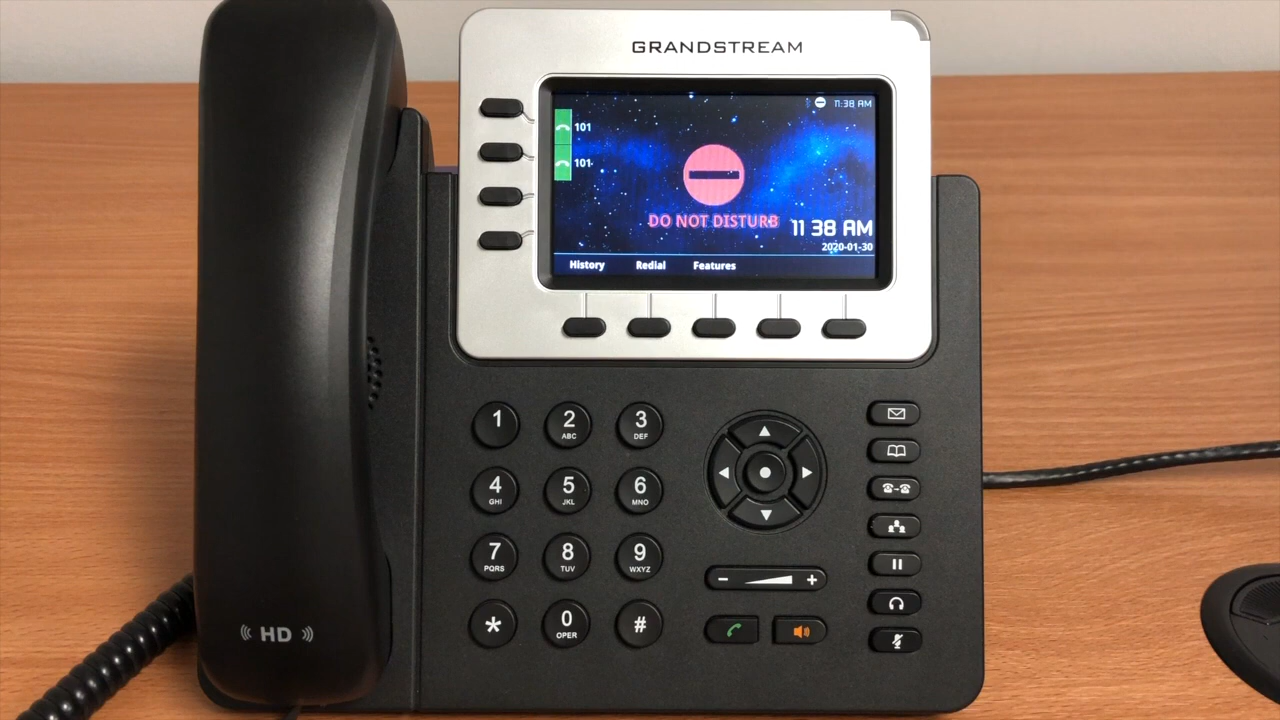 GRANDSTREAM
11:38 AM
101
101
DO NOT DISTURB
11 38 AM
2020-01-30
History Redial Features
1 2 ABC 3 DEF
4 GHI 5 JKL 6 MNO
7 PQRS 8 TUV 9 WXYZ
* 0 OPER #
− +
HD